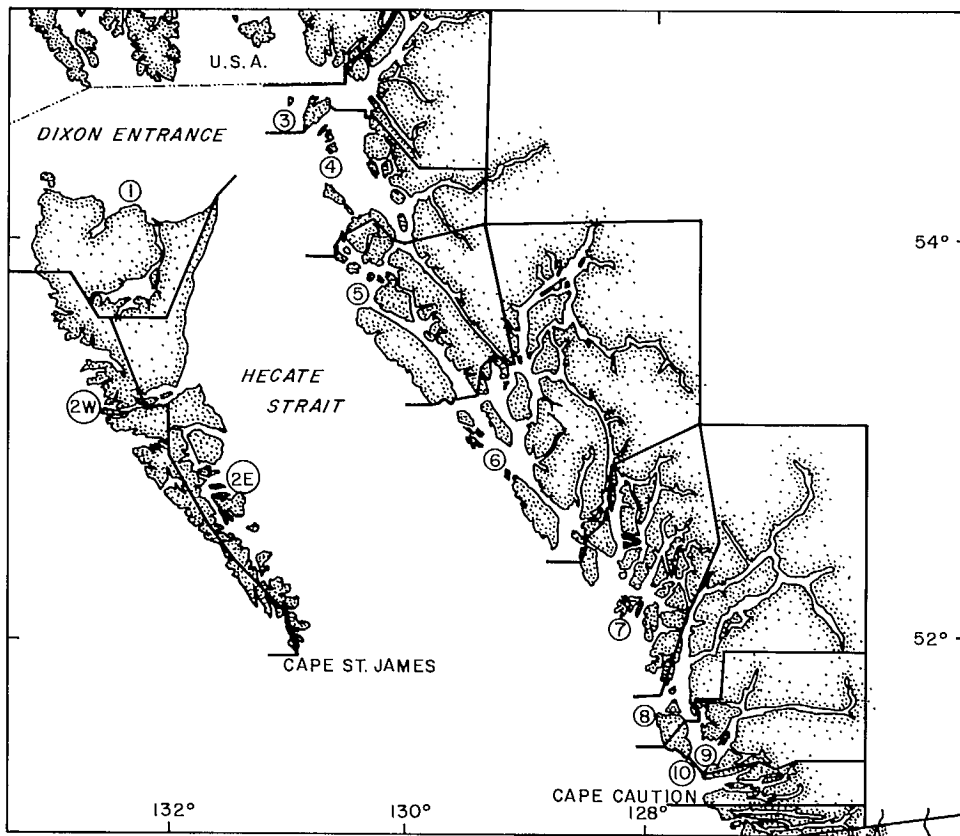 U.S.A.
3
DIXON ENTRANCE
4
1
54°
5
HECATE
STRAIT
2W
6
2E
7
52°
CAPE ST. JAMES
8
9
10
CAPE CAUTION
132°
130°
128°